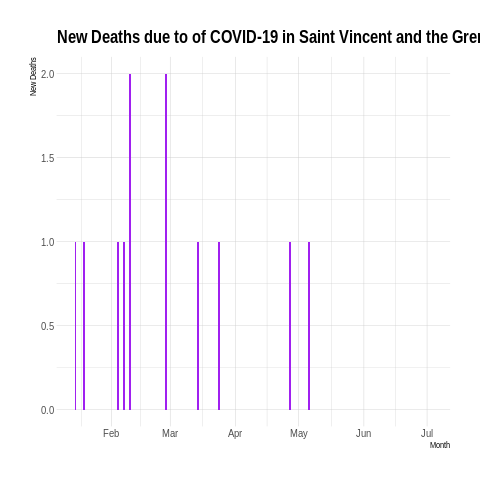 New Deaths due to of COVID-19 in Saint Vincent and the Gren
New Deaths
2.0
1.5
1.0
0.5
0.0
Feb Mar Apr May Jun Jul
Month